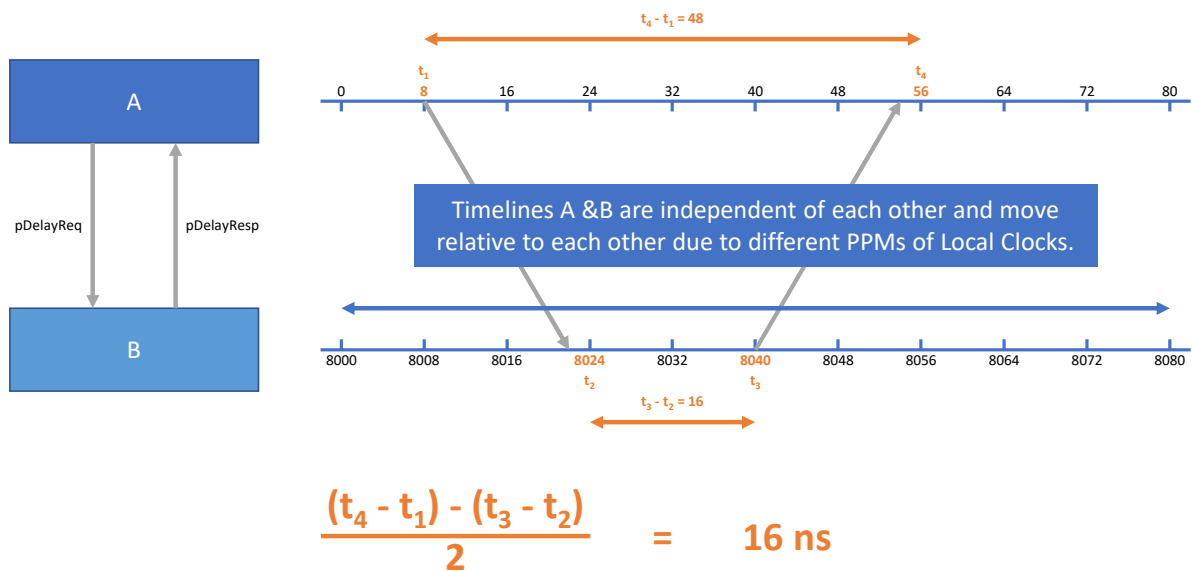 t₄ - t₁ = 48
t₁ t₄
0 8 16 24 32 40 48 56 64 72 80
A
pDelayReq pDelayResp
Timelines A &B are independent of each other and move
relative to each other due to different PPMs of Local Clocks.
B
8000 8008 8016 8024 8032 8040 8048 8056 8064 8072 8080
t₂ t₃
t₃ - t₂ = 16
(t₄ - t₁) - (t₃ - t₂)
2
= 16 ns